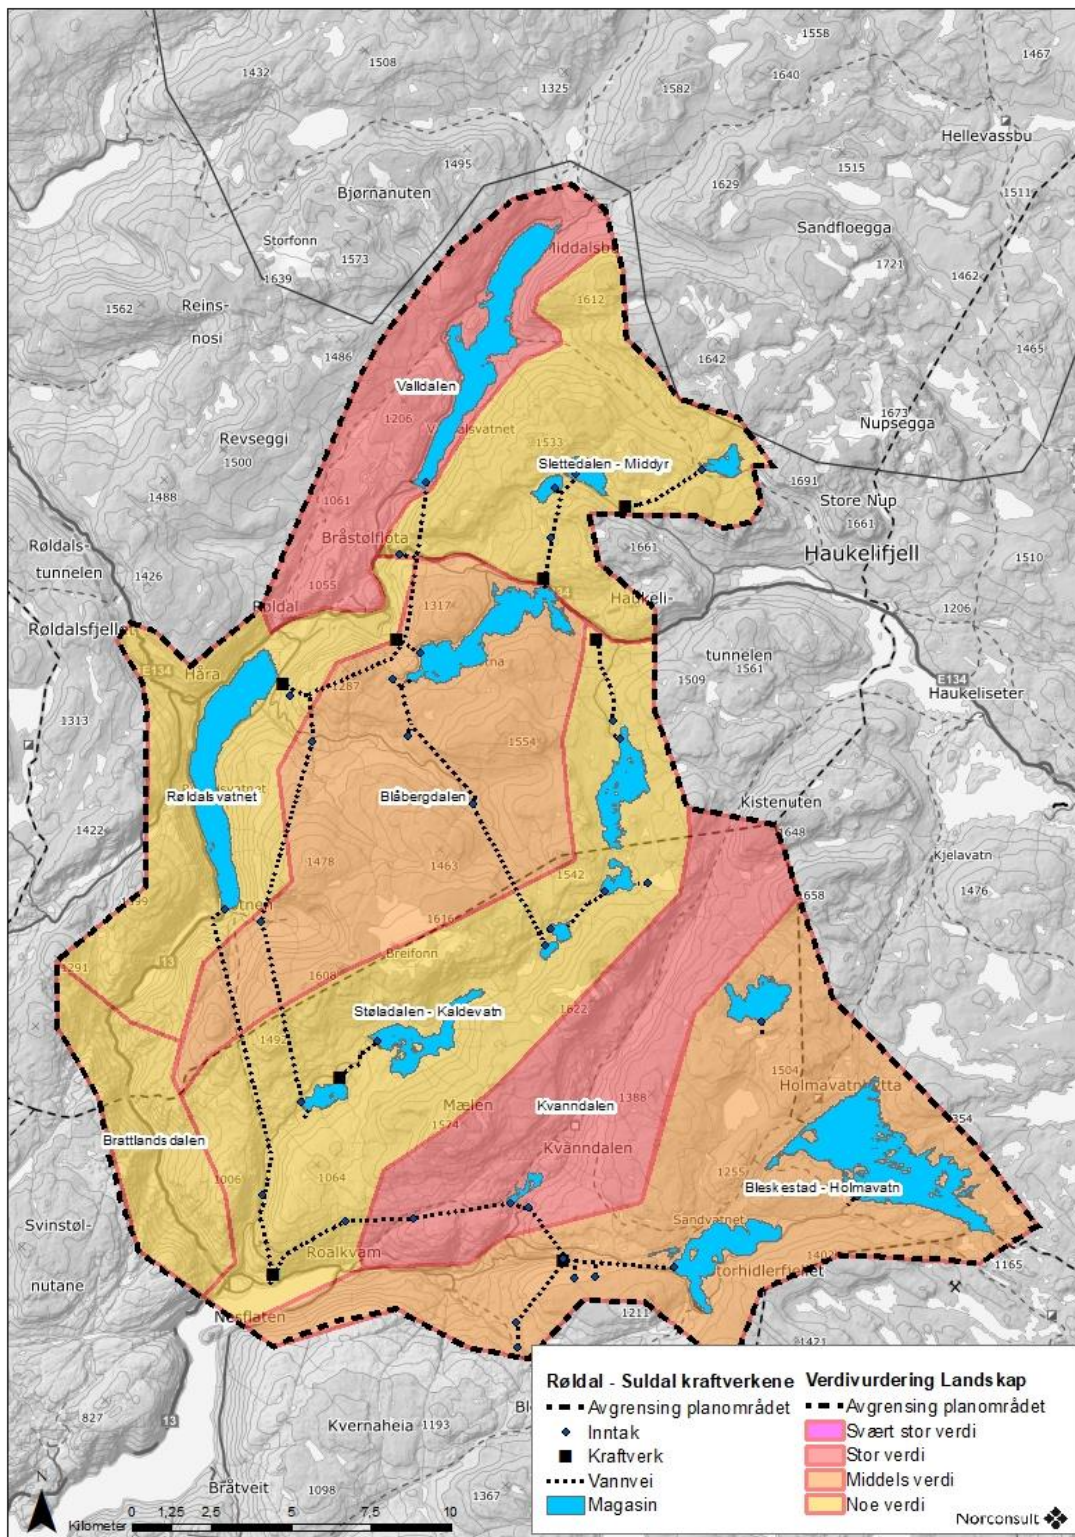 1558
1508
1432
1467
1640
1325
1582
Hellevassbu
1495
1515
Bjørnanuten
1629
1511
Storfonn
Sandfloegga
1573
1721
1639
1462
1562
Reins-
nosi
1612
1486
1642
1465
Valldalen
1206
1673
Nupsegga
Revseggi
1533
1500
Slettedalen - Middyr
1488
1691
1061
Store Nup
Røldals-
Bråstølflota
1661
tunnelen
1661
Haukelifjell
1510
1426
1055
1317
Haukeli-
1206
Røldal
Røldalsfjellet
tunnelen
E134
Håra
1561
E134
1287
1509
Haukeliseter
1313
1554
Røldalsvatnet
Blåbergdalen
Kistenuten
1422
1648
Kjelavatn
1478
1463
1542
1476
1658
1616
Breifonn
13
1291
1608
Støladalen - Kaldevatn
1622
1492
1504
Holmavatn
Mælen
1388
Kvanndalen
1574
Kvanndalen
Brattlandsdalen
1006
1064
1255
Bleskestad - Holmavatn
Svinstøl-
Sandvatnet
Roalkvam
nutane
1165
Nesflaten
1211
1421
827
13
Kvernaheia
1193
Bråtveit
1098
1367
N
Kilometer
0 1,25 2,5 5 7,5 10
Røldal - Suldal kraftverkene
Avgrensing planområdet
Inntak
Kraftverk
Vannvei
Magasin
Verdivurdering Landskap
Avgrensing planområdet
Svært stor verdi
Stor verdi
Middels verdi
Noe verdi
Norconsult